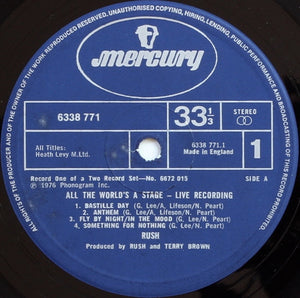 ALL RIGHTS OF THE PRODUCER AND OF THE OWNER OF THE WORK REPRODUCED RESERVED. UNAUTHORISED COPYING, HIRING, LENDING, PUBLIC PERFORMANCE AND BROADCASTING OF THIS RECORD PROHIBITED
mercury
6338 771
33 1/3
STEREO
All Titles:
Heath Levy M.Ltd.
6338 771.1
Made in England
1
Record One of a Two Record Set—No. 6672 015
SIDE A
℗ 1976 Phonogram Inc.
ALL THE WORLD'S A STAGE – LIVE RECORDING
1. BASTILLE DAY (G. Lee/A. Lifeson/N. Peart)
2. ANTHEM (G. Lee/A, Lifeson/N. Peart)
3. FLY BY NIGHT/IN THE MOOD (G. Lee/N. Peart)
4. SOMETHING FOR NOTHING (G. Lee/N. Peart)
RUSH
Produced by RUSH and TERRY BROWN